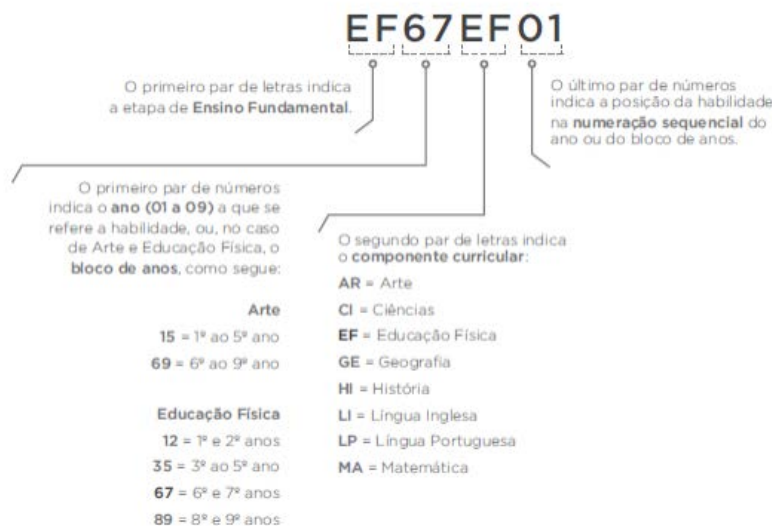 EF67EF01
O primeiro par de letras indica
a etapa de Ensino Fundamental.
O último par de números
indica a posição da habilidade
na numeração sequencial do
ano ou do bloco de anos.
O primeiro par de números
indica o ano (01 a 09) a que se
refere a habilidade, ou, no caso
de Arte e Educação Física, o
bloco de anos, como segue:
Arte
15 = 1º ao 5º ano
69 = 6º ao 9º ano
Educação Física
12 = 1º e 2º anos
35 = 3º ao 5º ano
67 = 6º e 7º anos
89 = 8º e 9º anos
O segundo par de letras indica
o componente curricular:
AR = Arte
CI = Ciências
EF = Educação Física
GE = Geografia
HI = História
LI = Língua Inglesa
LP = Língua Portuguesa
MA = Matemática